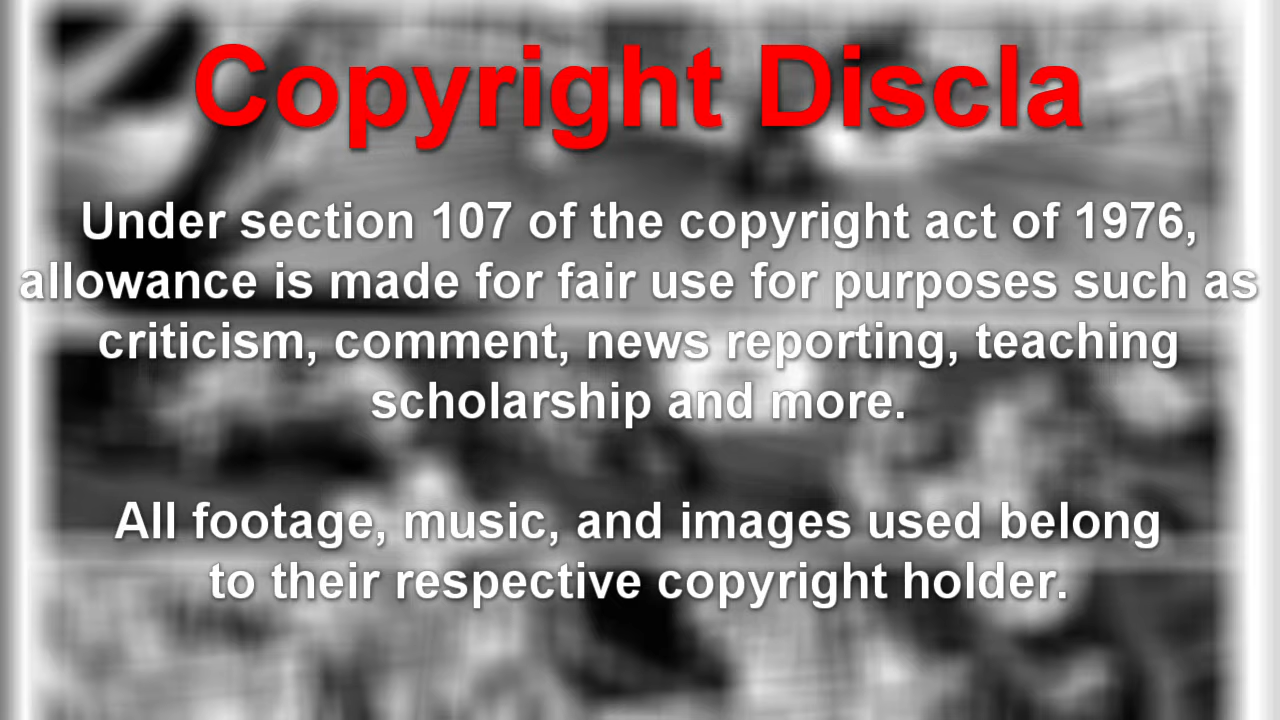 Copyright Discla
Under section 107 of the copyright act of 1976,
allowance is made for fair use for purposes such as
criticism, comment, news reporting, teaching
scholarship and more.
All footage, music, and images used belong
to their respective copyright holder.